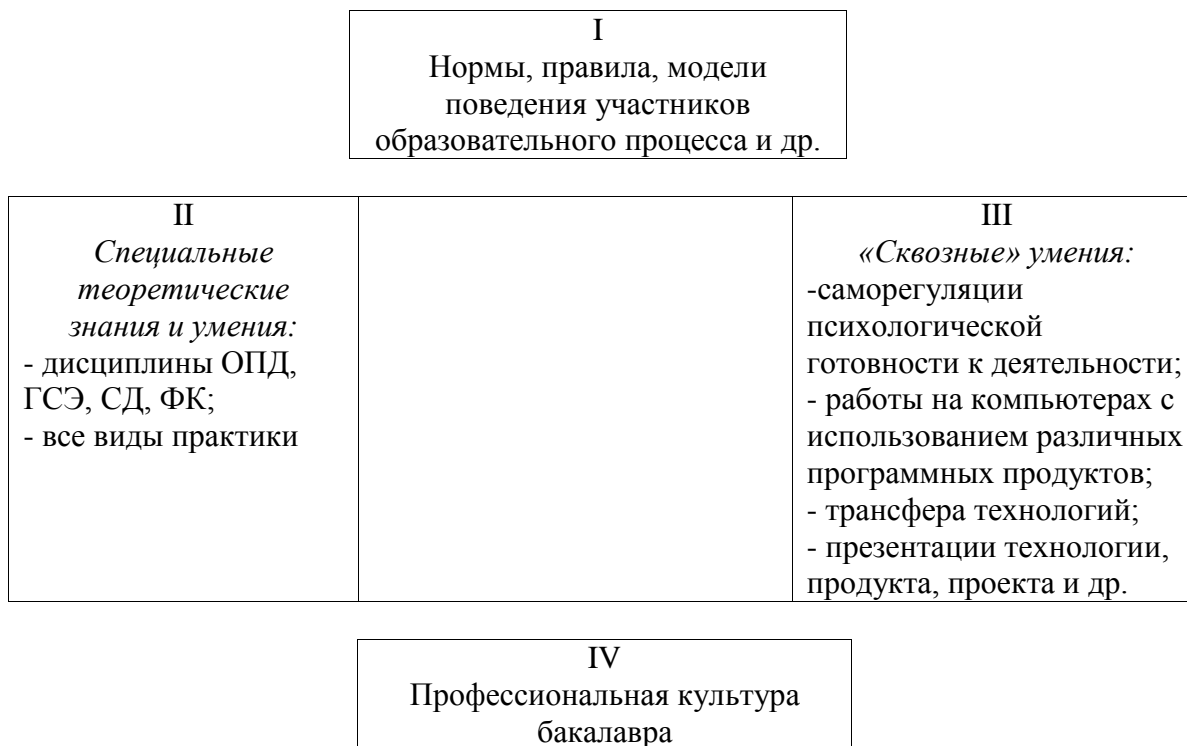 I
Нормы, правила, модели
поведения участников
образовательного процесса и др.
II
Специальные
теоретические
знания и умения:
- дисциплины ОПД,
ГСЭ, СД, ФК;
- все виды практики
III
«Сквозные» умения:
-саморегуляции
психологической
готовности к деятельности;
- работы на компьютерах с
использованием различных
программных продуктов;
- трансфера технологий;
- презентации технологии,
продукта, проекта и др.
IV
Профессиональная культура
бакалавра